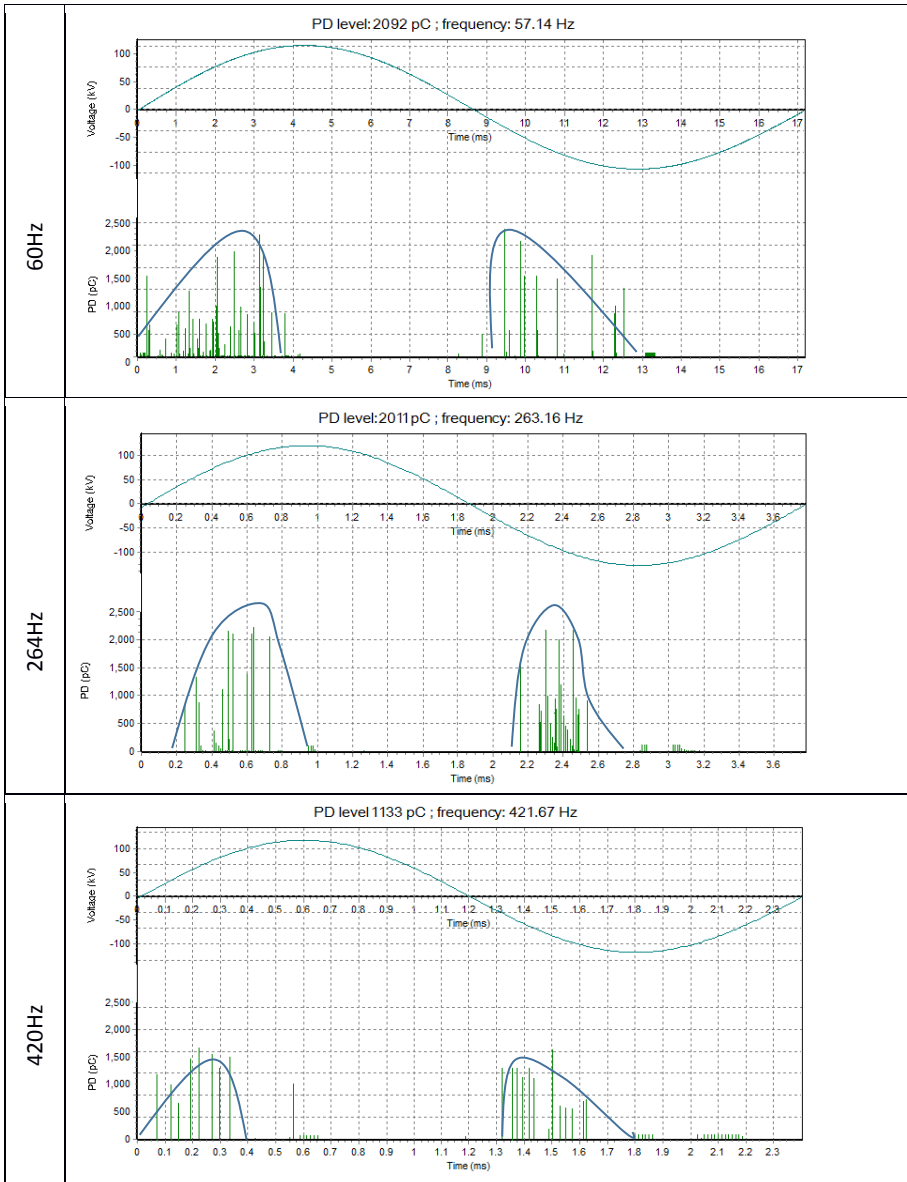 60Hz
PD level:2092 pC ; frequency: 57.14 Hz
Voltage (kV)
100
50
0
-50
-100
0 1 2 3 4 5 6 7 8 9 10 11 12 13 14 15 16 17
Time (ms)
PD (pC)
2,500
2,000
1,500
1,000
500
0
0 1 2 3 4 5 6 7 8 9 10 11 12 13 14 15 16 17
Time (ms)
264Hz
PD level:2011pC ; frequency: 263.16 Hz
Voltage (kV)
100
50
0
-50
-100
0 0.2 0.4 0.6 0.8 1 1.2 1.4 1.6 1.8 2 2.2 2.4 2.6 2.8 3 3.2 3.4 3.6
Time (ms)
PD (pC)
2,500
2,000
1,500
1,000
500
0
0 0.2 0.4 0.6 0.8 1 1.2 1.4 1.6 1.8 2 2.2 2.4 2.6 2.8 3 3.2 3.4 3.6
Time (ms)
420Hz
PD level 1133 pC ; frequency: 421.67 Hz
Voltage (kV)
100
50
0
-50
-100
0 0.1 0.2 0.3 0.4 0.5 0.6 0.7 0.8 0.9 1 1.1 1.2 1.3 1.4 1.5 1.6 1.7 1.8 1.9 2 2.1 2.2 2.3
Time (ms)
PD (pC)
2,500
2,000
1,500
1,000
500
0
0 0.1 0.2 0.3 0.4 0.5 0.6 0.7 0.8 0.9 1 1.1 1.2 1.3 1.4 1.5 1.6 1.7 1.8 1.9 2 2.1 2.2 2.3
Time (ms)